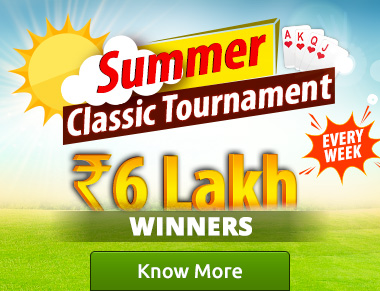 A K Q J
Summer
Classic Tournament
EVERY
WEEK
₹6 Lakh
WINNERS
Know More